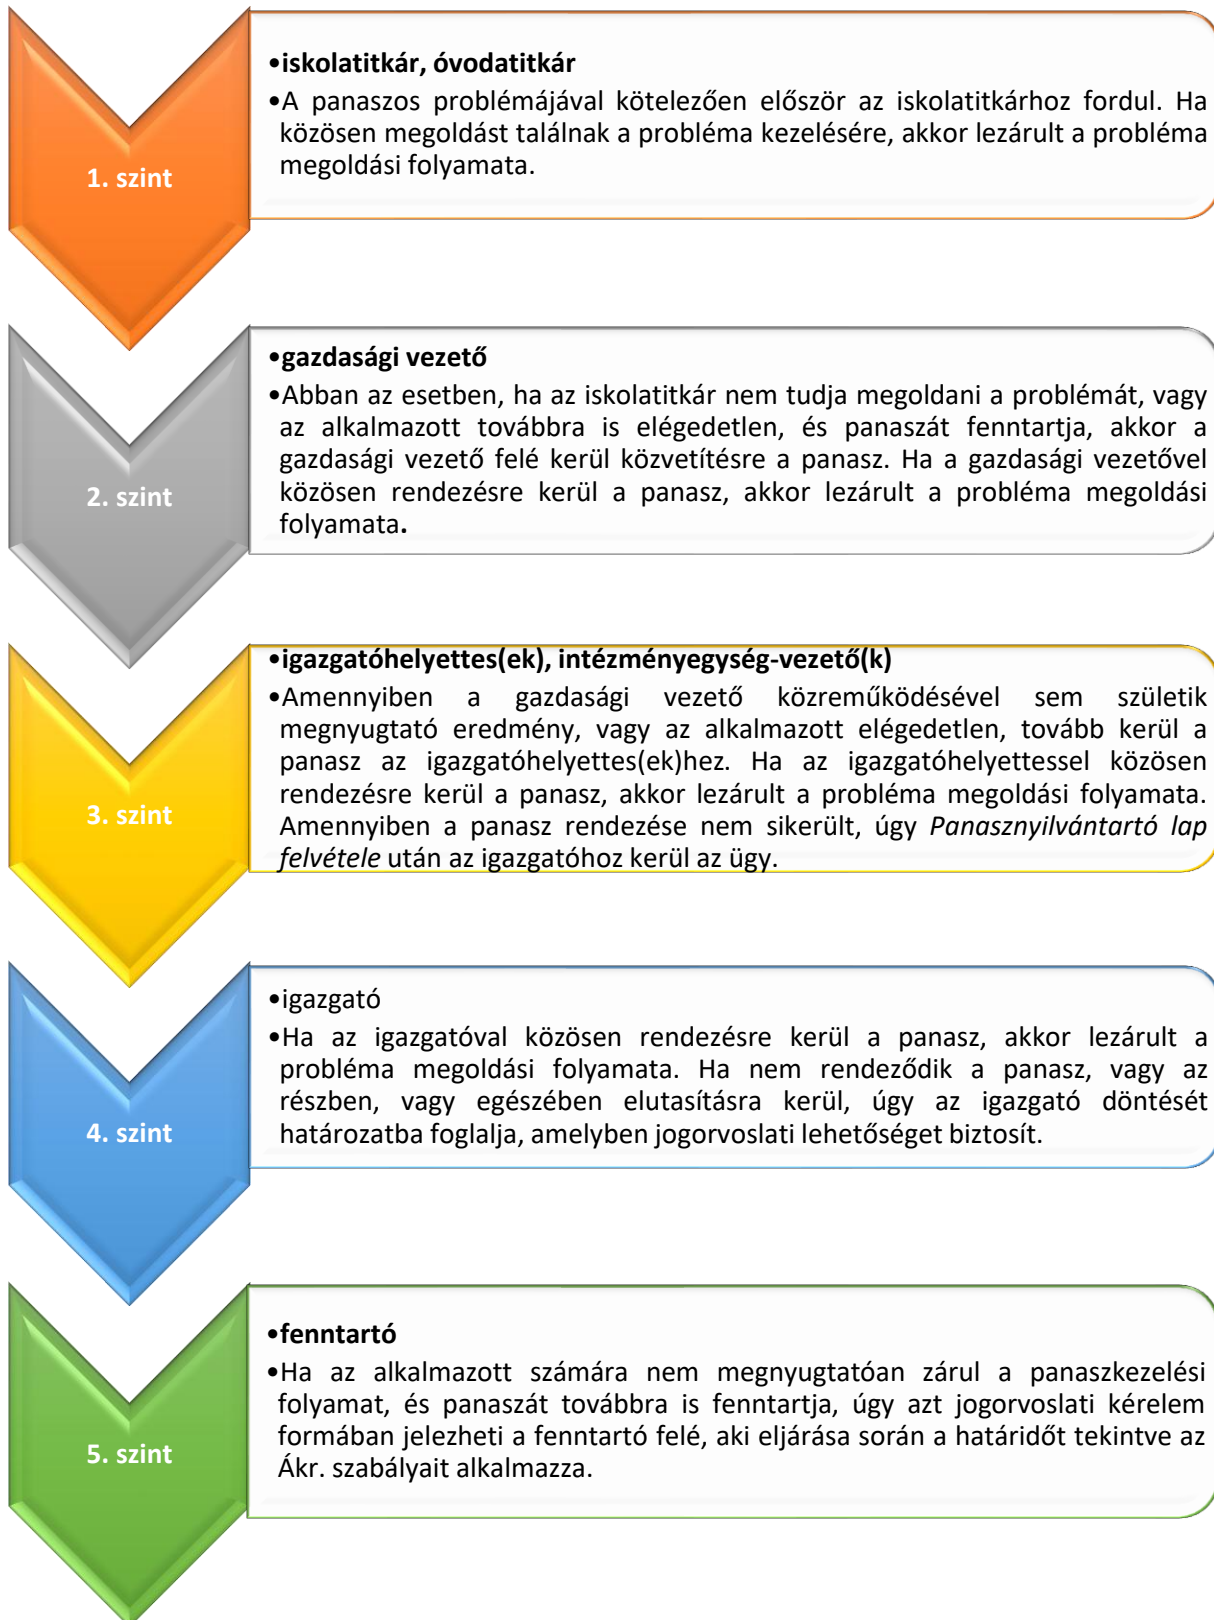 •iskolatitkár, óvodatitkár
•A panaszos problémájával kötelezően először az iskolatitkárhoz fordul. Ha
közösen megoldást találnak a probléma kezelésére, akkor lezárult a probléma
megoldási folyamata.
1. szint
•gazdasági vezető
•Abban az esetben, ha az iskolatitkár nem tudja megoldani a problémát, vagy
az alkalmazott továbbra is elégedetlen, és panaszát fenntartja, akkor a
gazdasági vezető felé kerül közvetítésre a panasz. Ha a gazdasági vezetővel
közösen rendezésre kerül a panasz, akkor lezárult a probléma megoldási
folyamata.
2. szint
•igazgatóhelyettes(ek), intézményegység-vezető(k)
•Amennyiben a gazdasági vezető közreműködésével sem születik
megnyugtató eredmény, vagy az alkalmazott elégedetlen, tovább kerül a
panasz az igazgatóhelyettes(ek)hez. Ha az igazgatóhelyettessel közösen
rendezésre kerül a panasz, akkor lezárult a probléma megoldási folyamata.
Amennyiben a panasz rendezése nem sikerült, úgy Panasznyilvántartó lap
felvétele után az igazgatóhoz kerül az ügy.
3. szint
•igazgató
•Ha az igazgatóval közösen rendezésre kerül a panasz, akkor lezárult a
probléma megoldási folyamata. Ha nem rendeződik a panasz, vagy az
részben, vagy egészében elutasításra kerül, úgy az igazgató döntését
határozatba foglalja, amelyben jogorvoslati lehetőséget biztosít.
4. szint
•fenntartó
•Ha az alkalmazott számára nem megnyugtatóan zárul a panaszkezelési
folyamat, és panaszát továbbra is fenntartja, úgy azt jogorvoslati kérelem
formában jelezheti a fenntartó felé, aki eljárása során a határidőt tekintve az
Ákr. szabályait alkalmazza.
5. szint